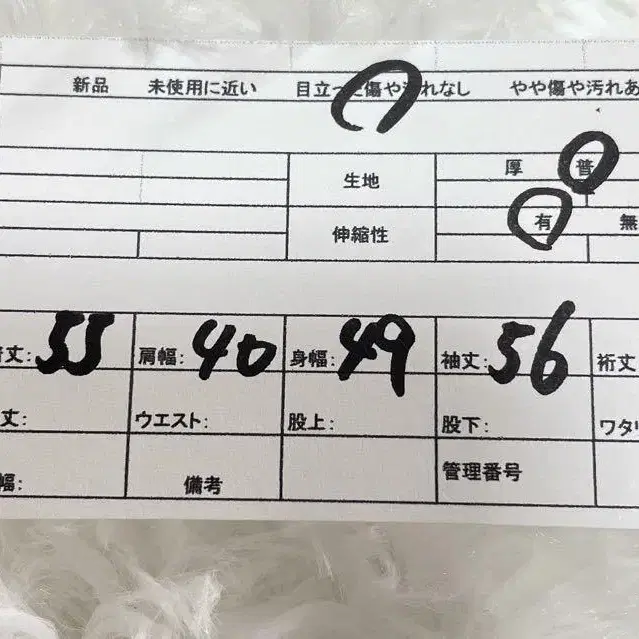 新品 未使用に近い 目立った傷や汚れなし やや傷や汚れあ
生地 厚 普
伸縮性 有 無
丈: 55 肩幅: 40 身幅: 49 袖丈: 56 裄丈
丈: ウエスト: 股上: 股下: ワタリ
幅: 備考 管理番号